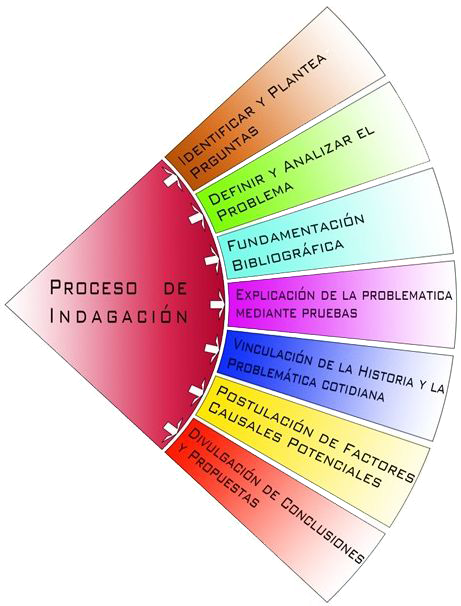 Proceso de
Indagación
Identificar y Plantea
Prguntas
Definir y Analizar el
Problema
Fundamentación
Bibliográfica
Explicación de la problematica
mediante pruebas
Vinculación de la Historia y la
Problemática cotidiana
Postulación de Factores
Causales Potenciales
Divulgación de Conclusiones
y Propuestas